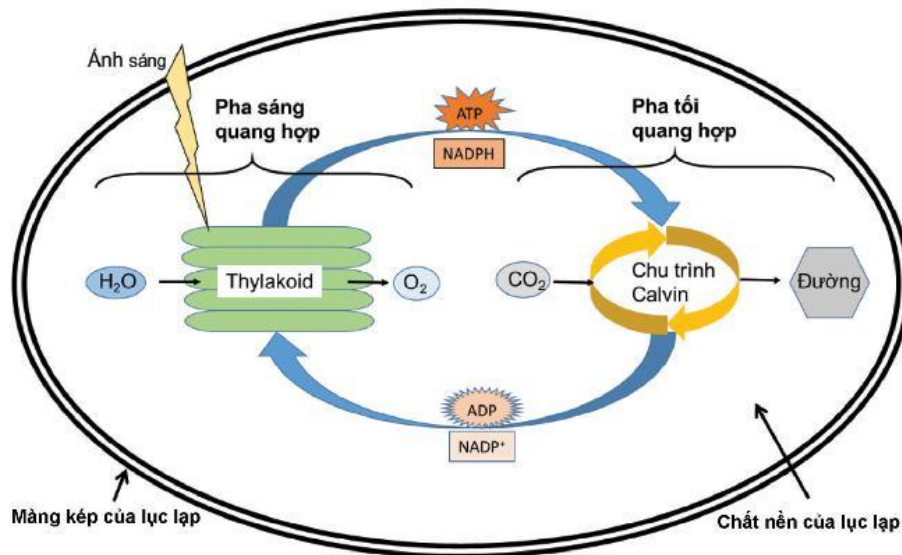 Ánh sáng
Pha sáng
quang hợp
ATP
NADPH
Pha tối
quang hợp
H₂O
Thylakoid
O₂
CO₂
Chu trình
Calvin
Đường
ADP
NADP⁺
Màng kép của lục lạp
Chất nền của lục lạp